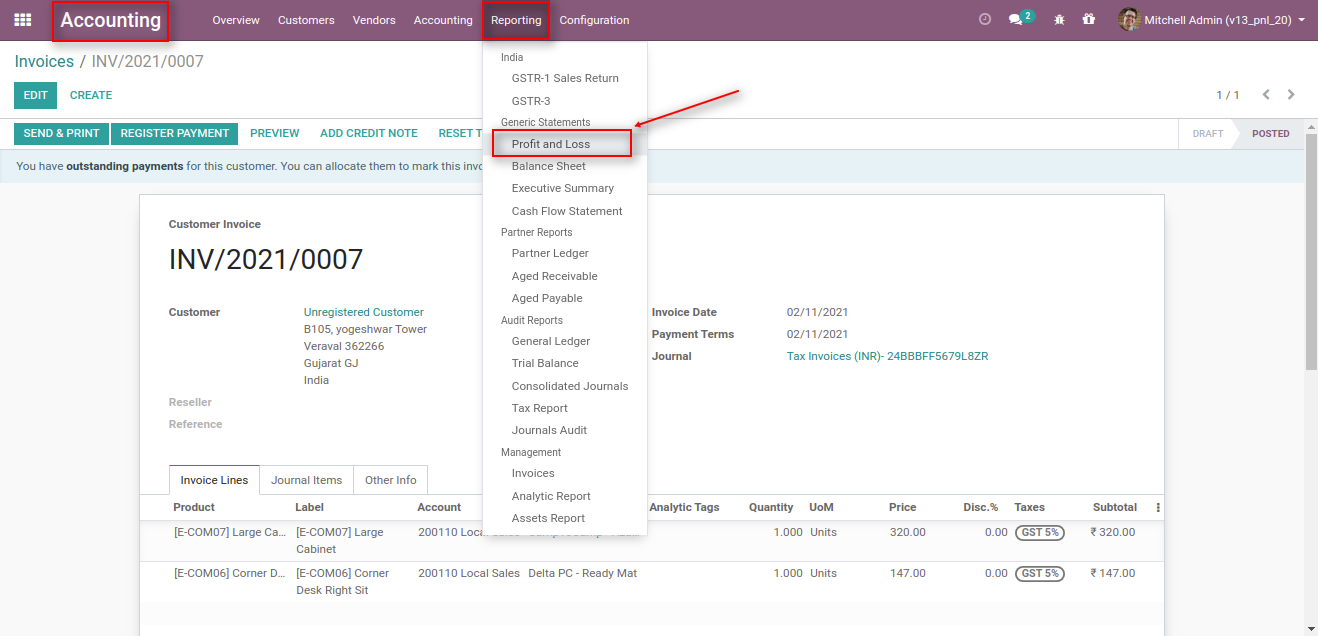 Accounting Overview Customers Vendors Accounting Reporting Configuration 2 Mitchell Admin (v13_pnl_20)
Invoices / INV/2021/0007
EDIT CREATE 1 / 1
SEND & PRINT REGISTER PAYMENT PREVIEW ADD CREDIT NOTE RESET T DRAFT POSTED
You have outstanding payments for this customer. You can allocate them to mark this invo
India
GSTR-1 Sales Return
GSTR-3
Generic Statements
Profit and Loss
Balance Sheet
Executive Summary
Cash Flow Statement
Partner Reports
Partner Ledger
Aged Receivable
Aged Payable
Audit Reports
General Ledger
Trial Balance
Consolidated Journals
Tax Report
Journals Audit
Management
Invoices
Analytic Report
Assets Report
Customer Invoice
INV/2021/0007
Customer Unregistered Customer
B105, yogeshwar Tower
Veraval 362266
Gujarat GJ
India
Reseller
Reference
Invoice Date 02/11/2021
Payment Terms 02/11/2021
Journal Tax Invoices (INR)- 24BBBFF5679L8ZR
Invoice Lines Journal Items Other Info
Product Label Account Analytic Tags Quantity UoM Price Disc.% Taxes Subtotal
[E-COM07] Large Ca... [E-COM07] Large 200110 Local Sales 1.000 Units 320.00 0.00 GST 5% ₹ 320.00
Cabinet
[E-COM06] Corner D... [E-COM06] Corner 200110 Local Sales Delta PC - Ready Mat 1.000 Units 147.00 0.00 GST 5% ₹ 147.00
Desk Right Sit